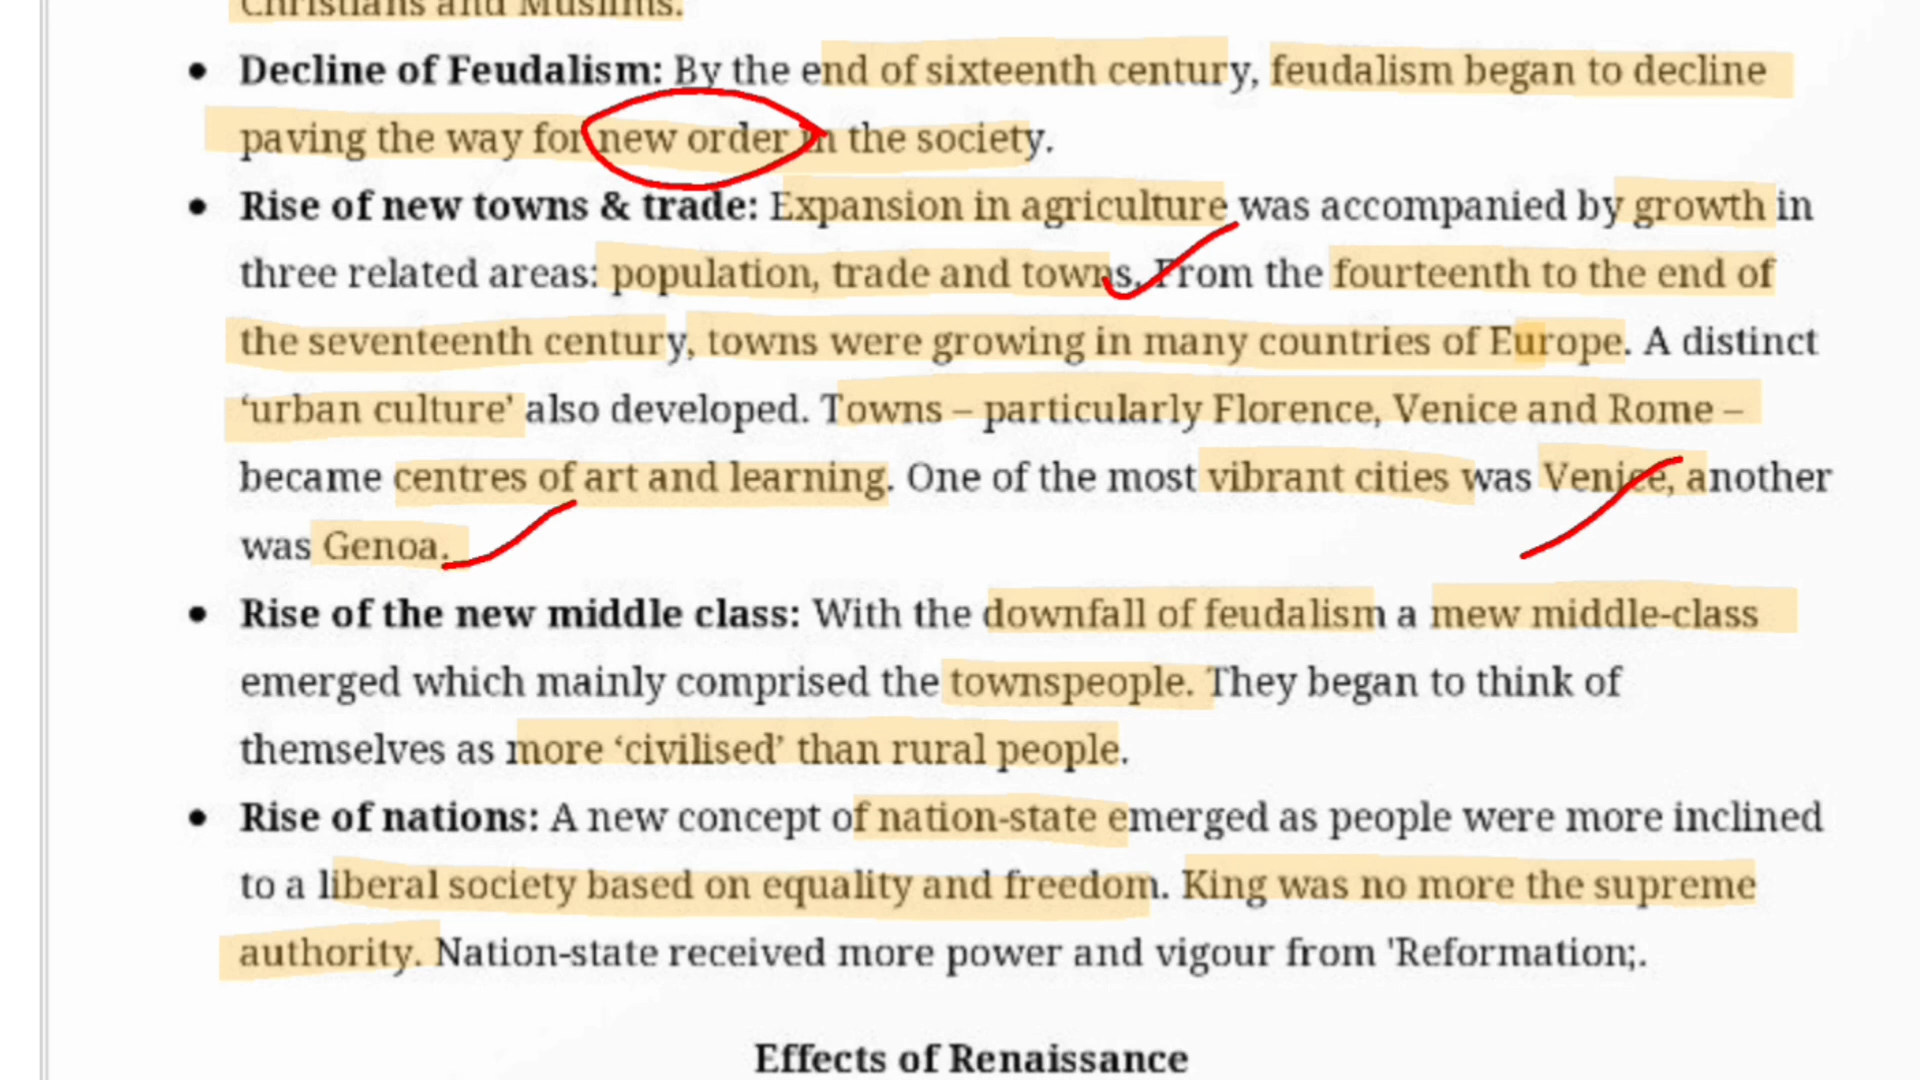 Christians and Muslims.
• Decline of Feudalism: By the end of sixteenth century, feudalism began to decline
paving the way for new order in the society.
• Rise of new towns & trade: Expansion in agriculture was accompanied by growth in
three related areas: population, trade and towns. From the fourteenth to the end of
the seventeenth century, towns were growing in many countries of Europe. A distinct
‘urban culture’ also developed. Towns – particularly Florence, Venice and Rome –
became centres of art and learning. One of the most vibrant cities was Venice, another
was Genoa.
• Rise of the new middle class: With the downfall of feudalism a mew middle-class
emerged which mainly comprised the townspeople. They began to think of
themselves as more ‘civilised’ than rural people.
• Rise of nations: A new concept of nation-state emerged as people were more inclined
to a liberal society based on equality and freedom. King was no more the supreme
authority. Nation-state received more power and vigour from 'Reformation;.
Effects of Renaissance